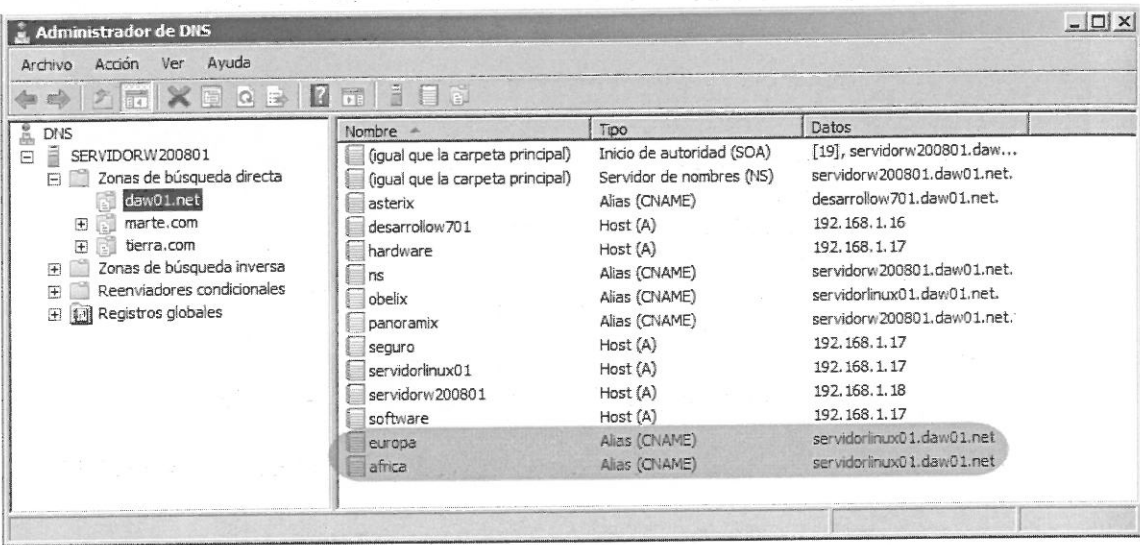 Administrador de DNS
Archivo Acción Ver Ayuda
DNS
SERVIDORW200801
Zonas de búsqueda directa
daw01.net
marte.com
tierra.com
Zonas de búsqueda inversa
Reenviadores condicionales
Registros globales
Nombre Tipo Datos
(igual que la carpeta principal) Inicio de autoridad (SOA) [19], servidorw200801.daw...
(igual que la carpeta principal) Servidor de nombres (NS) servidorw200801.daw01.net.
asterix Alias (CNAME) desarrollow701.daw01.net.
desarrollow701 Host (A) 192.168.1.16
hardware Host (A) 192.168.1.17
ns Alias (CNAME) servidorw200801.daw01.net.
obelix Alias (CNAME) servidorlinux01.daw01.net.
panoramix Alias (CNAME) servidorw200801.daw01.net.
seguro Host (A) 192.168.1.17
servidorlinux01 Host (A) 192.168.1.17
servidorw200801 Host (A) 192.168.1.18
software Host (A) 192.168.1.17
europa Alias (CNAME) servidorlinux01.daw01.net
africa Alias (CNAME) servidorlinux01.daw01.net